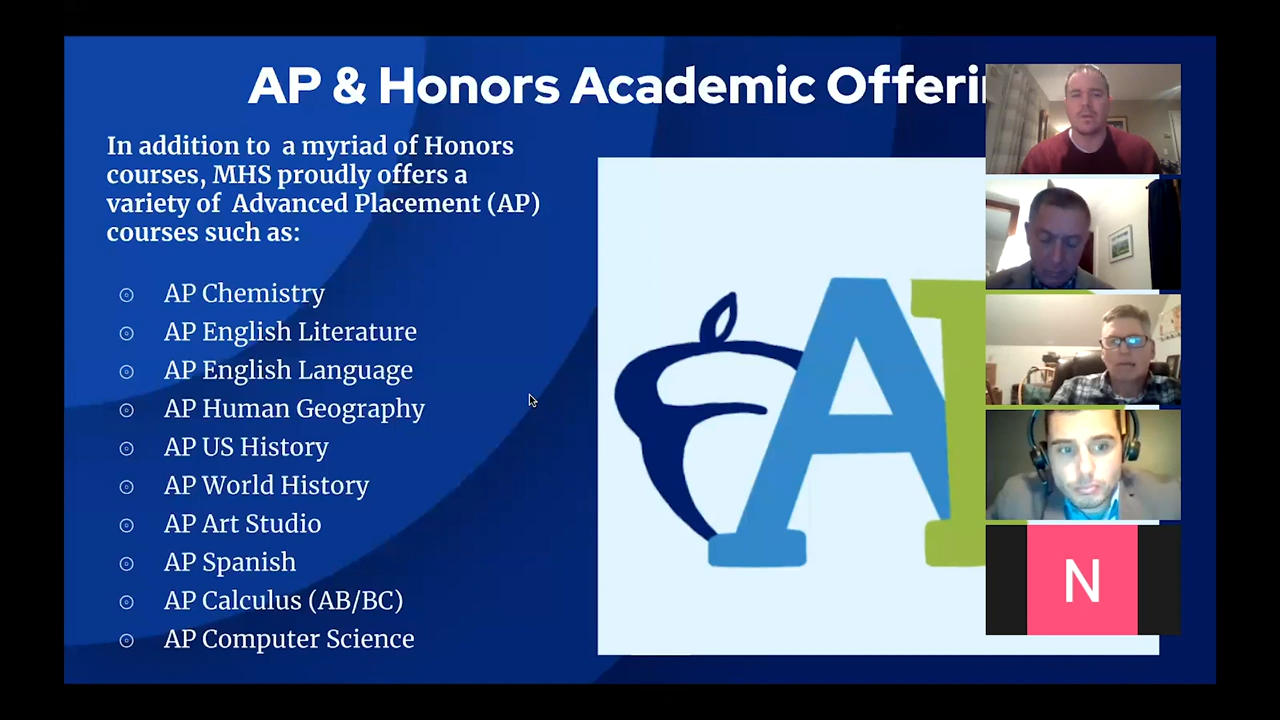 AP & Honors Academic Offeri
In addition to a myriad of Honors
courses, MHS proudly offers a
variety of Advanced Placement (AP)
courses such as:
AP Chemistry
AP English Literature
AP English Language
AP Human Geography
AP US History
AP World History
AP Art Studio
AP Spanish
AP Calculus (AB/BC)
AP Computer Science
A
N